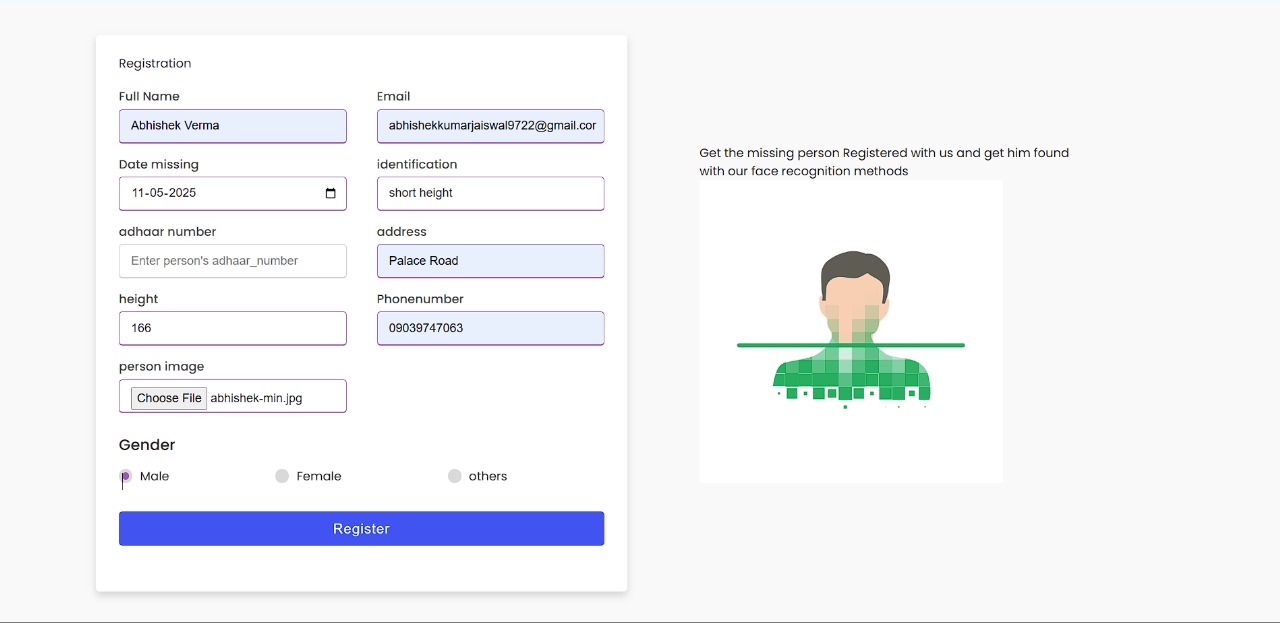 Registration
Full Name
Email
Abhishek Verma
abhishekkumarjaiswal9722@gmail.cor
Date missing
identification
11-05-2025
short height
adhaar number
address
Enter person's adhaar_number
Palace Road
height
Phonenumber
166
09039747063
person image
Choose File abhishek-min.jpg
Gender
Male
Female
others
Register
Get the missing person Registered with us and get him found
with our face recognition methods